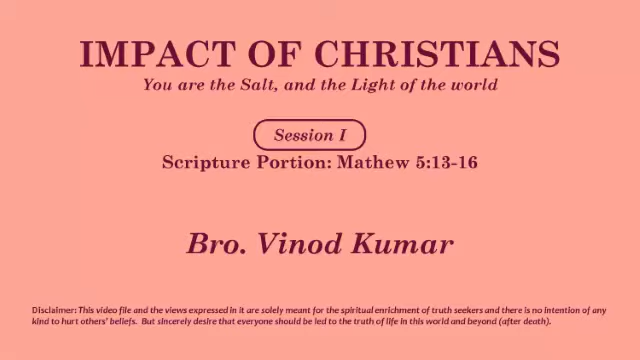 IMPACT OF CHRISTIANS
You are the Salt, and the Light of the world
Session I
Scripture Portion: Mathew 5:13-16
Bro. Vinod Kumar
Disclaimer: This video file and the views expressed in it are solely meant for the spiritual enrichment of truth seekers and there is no intention of any
kind to hurt others' beliefs. But sincerely desire that everyone should be led to the truth of life in this world and beyond (after death).